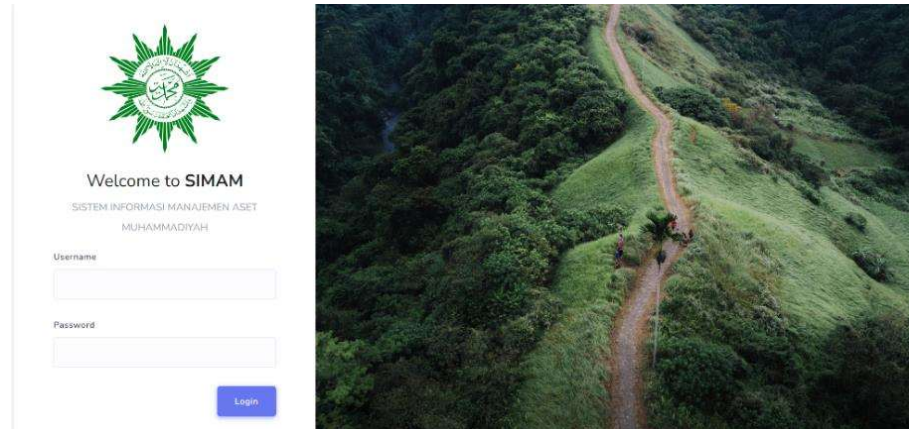 Welcome to SIMAM
SISTEM INFORMASI MANAJEMEN ASET
MUHAMMADIYAH
Username
Password
Login